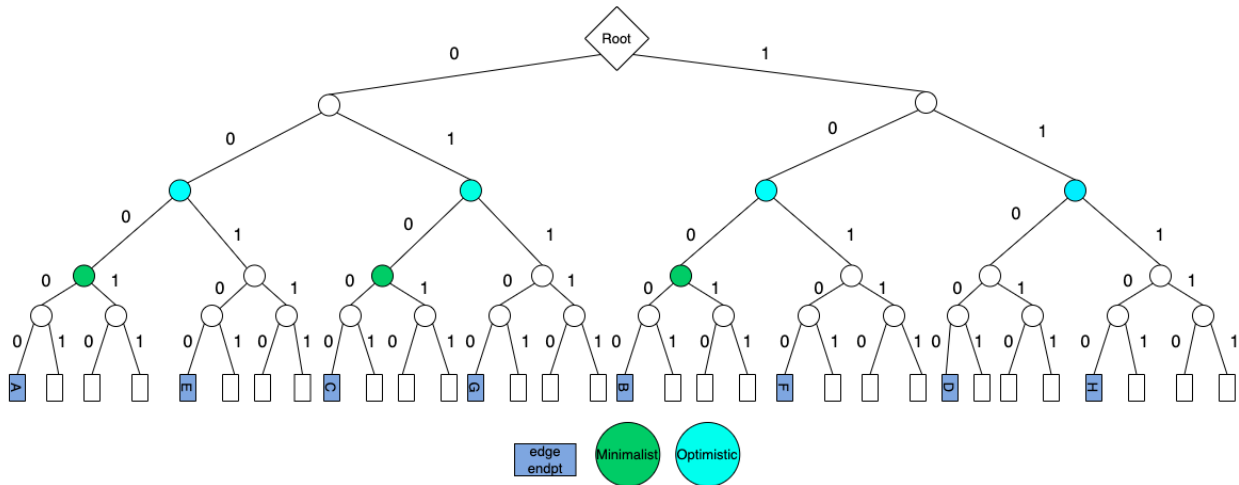 Root
0 1
0 1 0 1
0 1 0 1 0 1 0 1
0 1 0 1 0 1 0 1 0 1 0 1 0 1 0 1
0 1 0 1 0 1 0 1 0 1 0 1 0 1 0 1 0 1 0 1 0 1 0 1 0 1 0 1 0 1 0 1
A E C G B F D H
edge
endpt
Minimalist
Optimistic